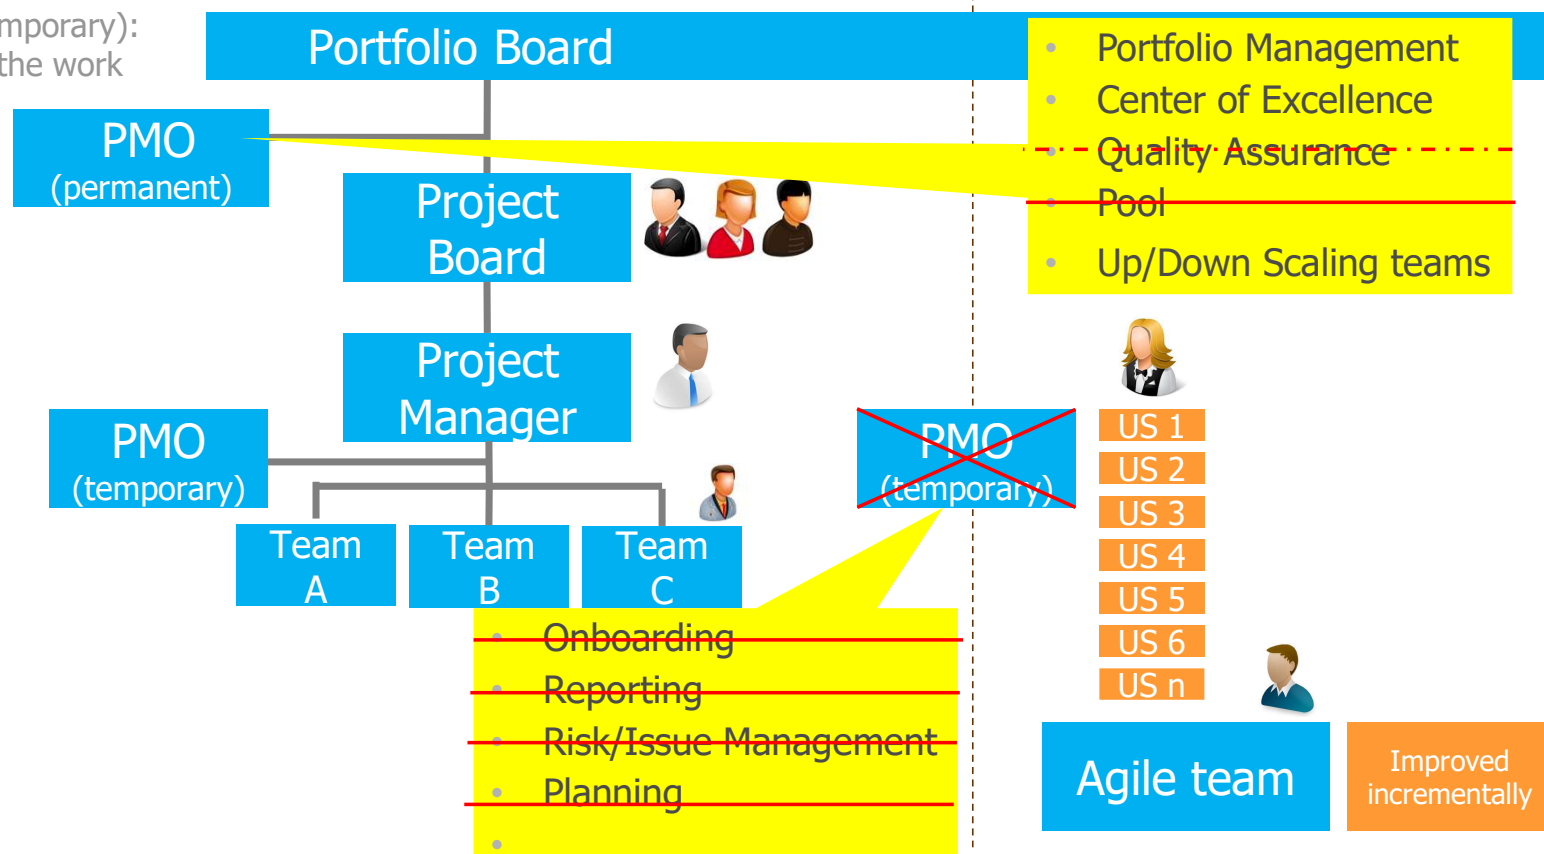 mporary):
the work
Portfolio Board
• Portfolio Management
• Center of Excellence
• Quality Assurance
• Pool
• Up/Down Scaling teams
PMO
(permanent)
Project
Board
Project
Manager
PMO
(temporary)
Team
A
Team
B
Team
C
PMO
(temporary)
US 1
US 2
US 3
US 4
US 5
US 6
US n
• Onboarding
• Reporting
• Risk/Issue Management
• Planning
•
Agile team
Improved
incrementally